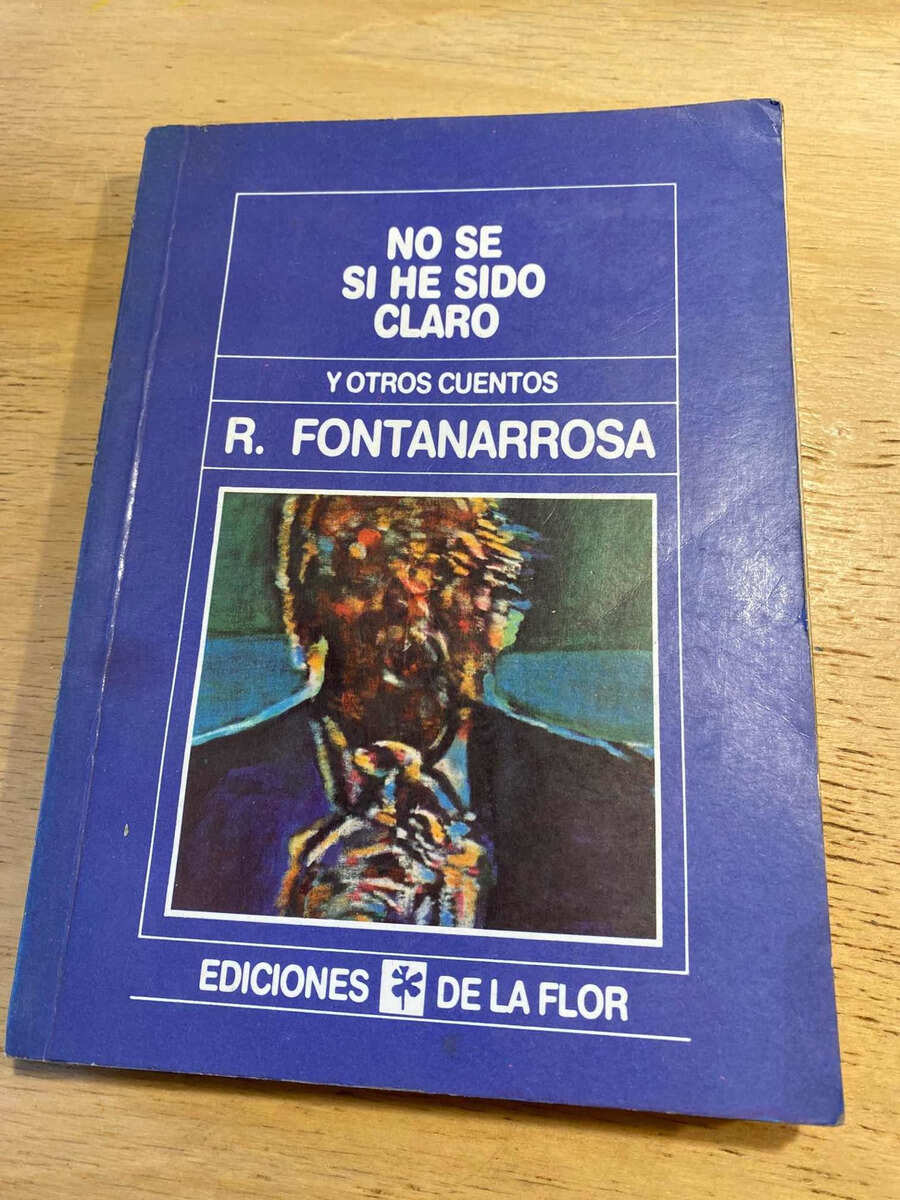 NO SE
SI HE SIDO
CLARO
Y OTROS CUENTOS
R. FONTANARROSA
EDICIONES DE LA FLOR